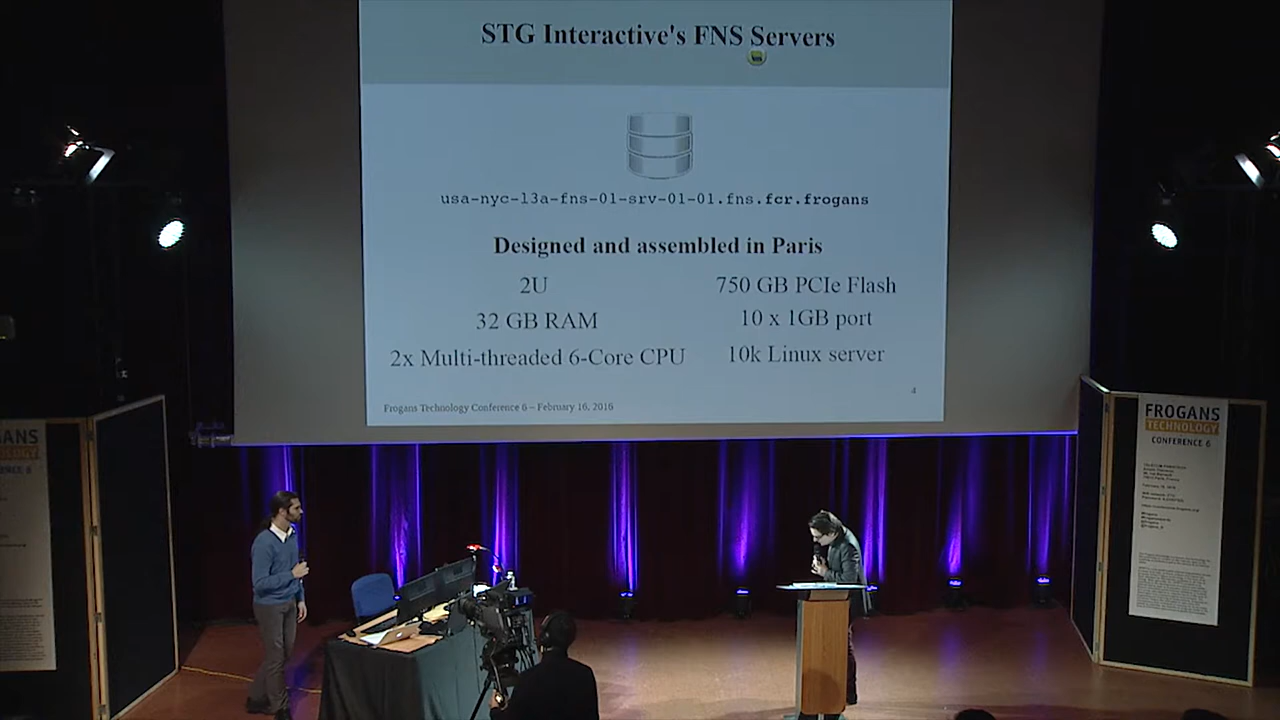 STG Interactive's FNS Servers
usa-nyc-l3a-fns-01-srv-01-01.fns.fcr.frogans
Designed and assembled in Paris
2U
750 GB PCIe Flash
32 GB RAM
10 x 1GB port
2x Multi-threaded 6-Core CPU
10k Linux server
4
Frogans Technology Conference 6 – February 16, 2016
FROGANS
TECHNOLOGY
CONFERENCE 6